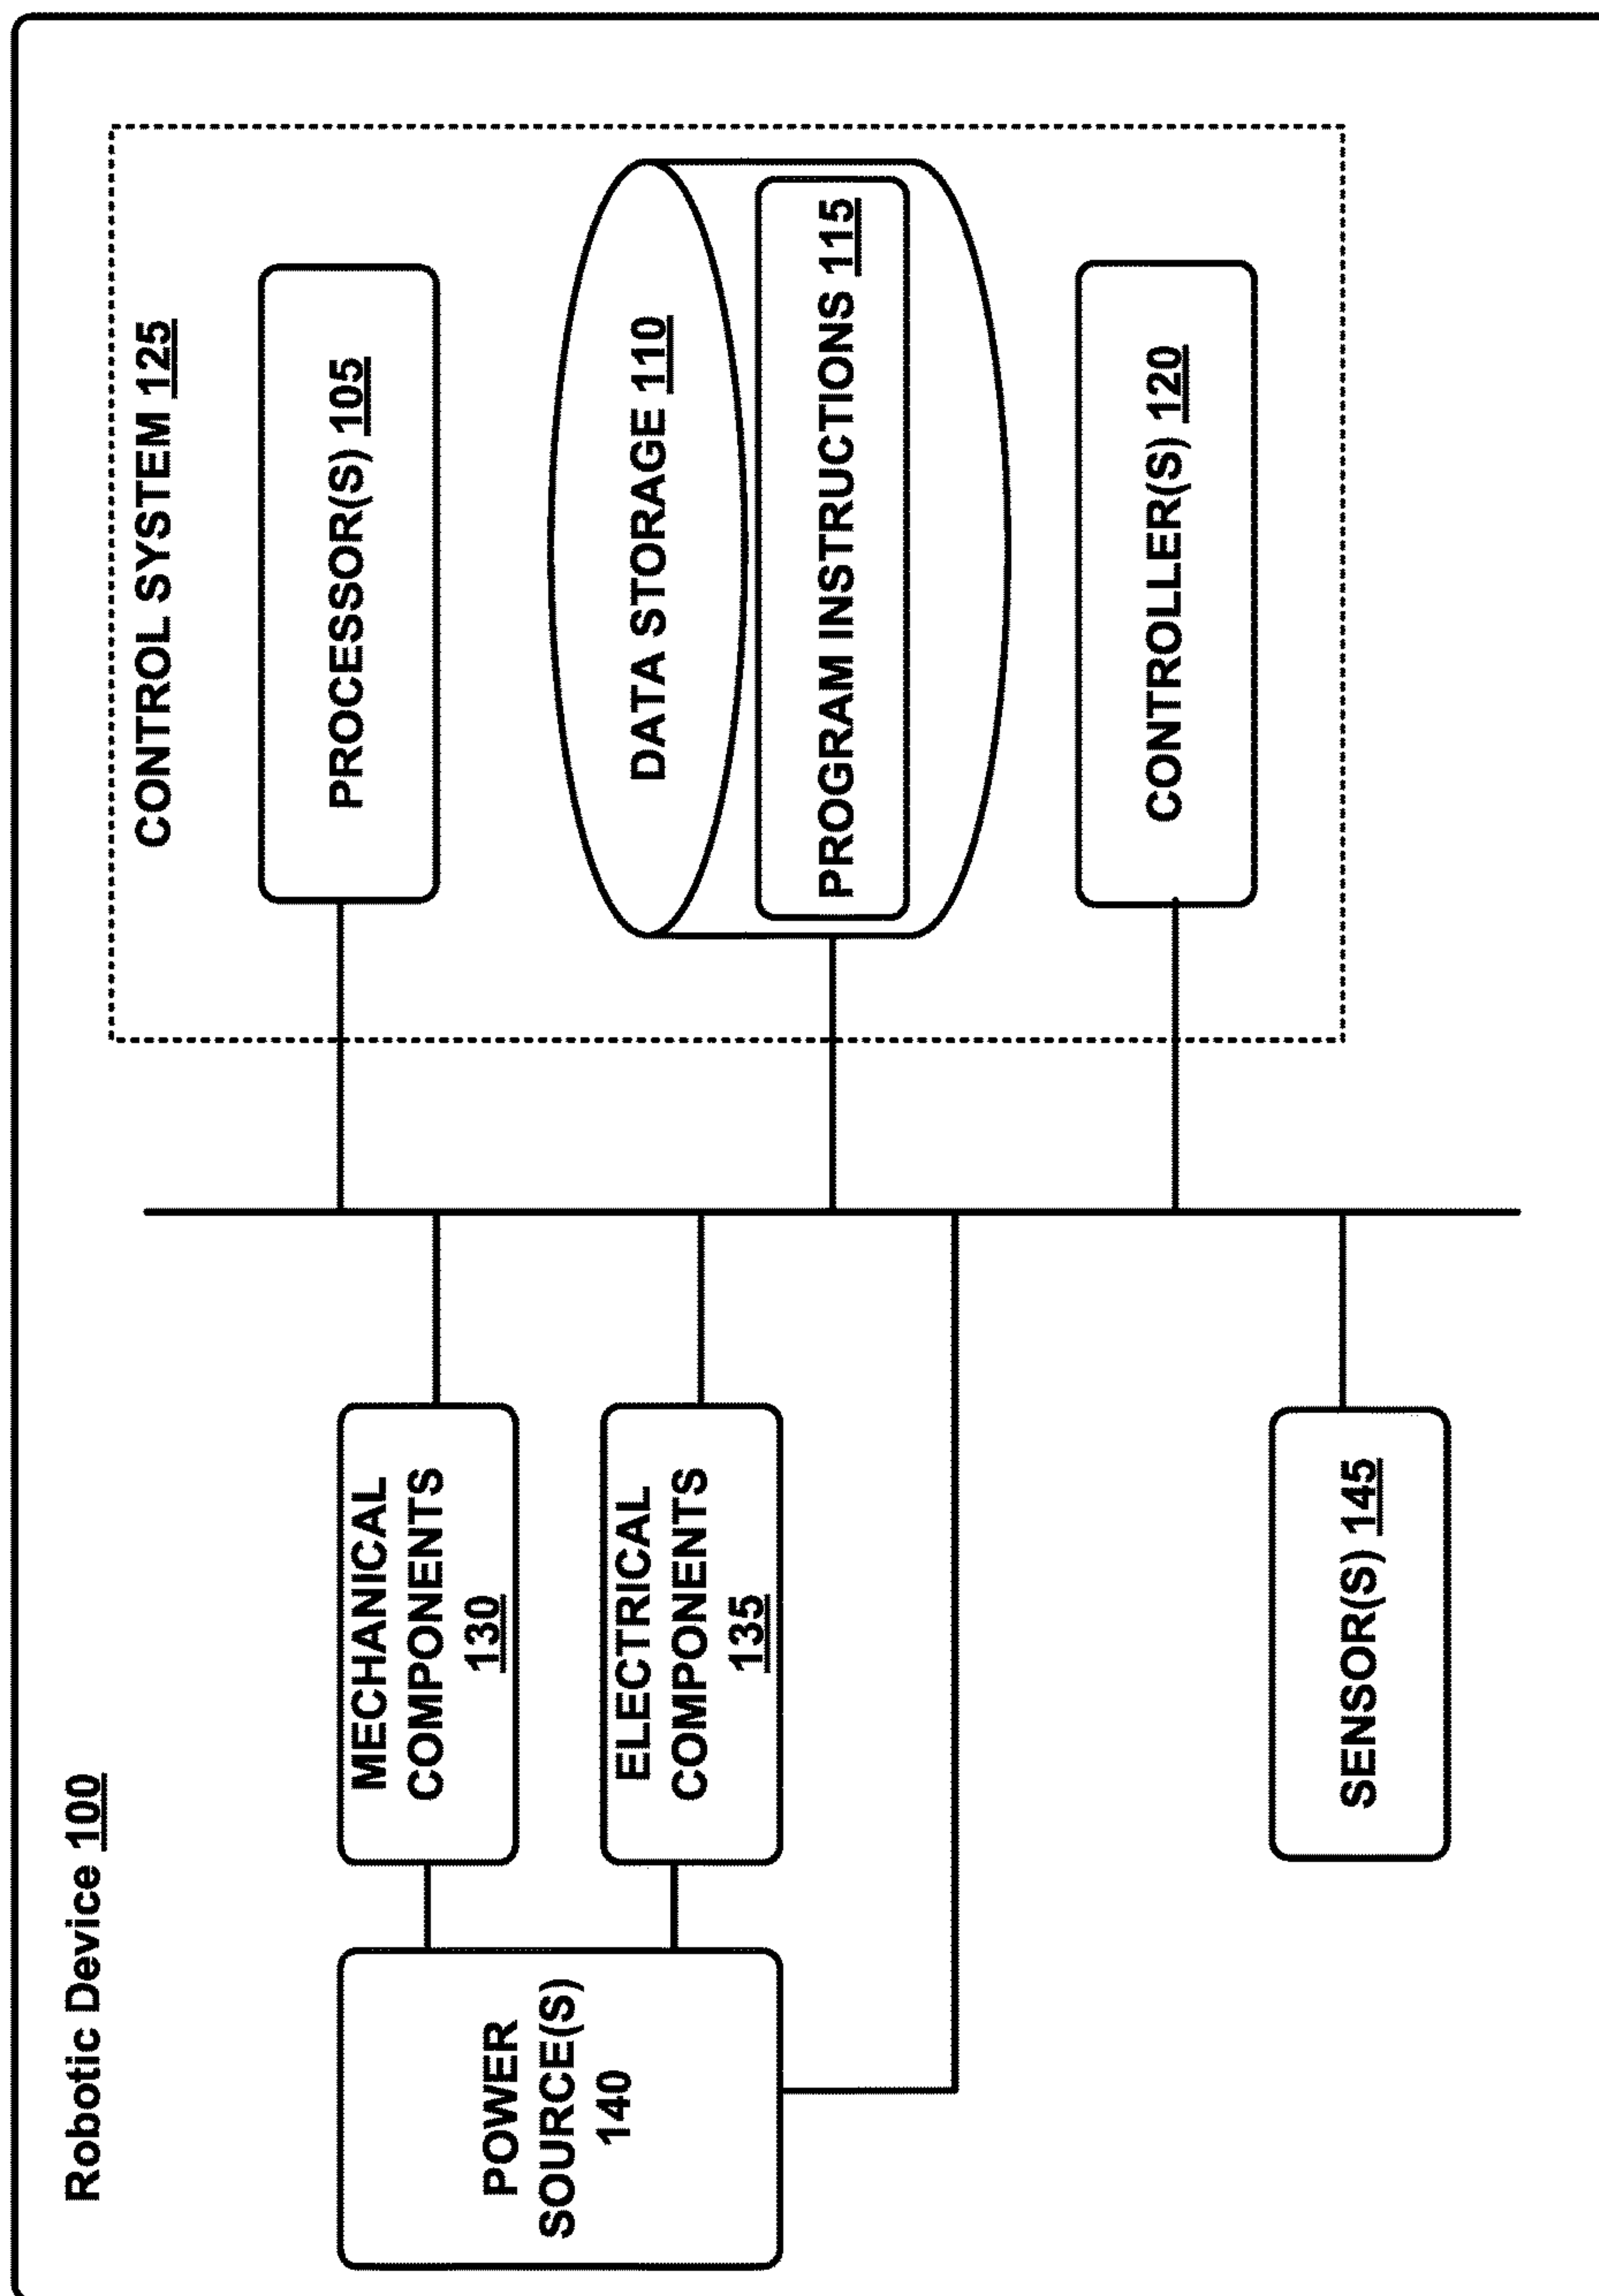 Robotic Device 100
CONTROL SYSTEM 125
PROCESSOR(S) 105
DATA STORAGE 110
PROGRAM INSTRUCTIONS 115
CONTROLLER(S) 120
MECHANICAL
COMPONENTS
130
ELECTRICAL
COMPONENTS
135
POWER
SOURCE(S)
140
SENSOR(S) 145